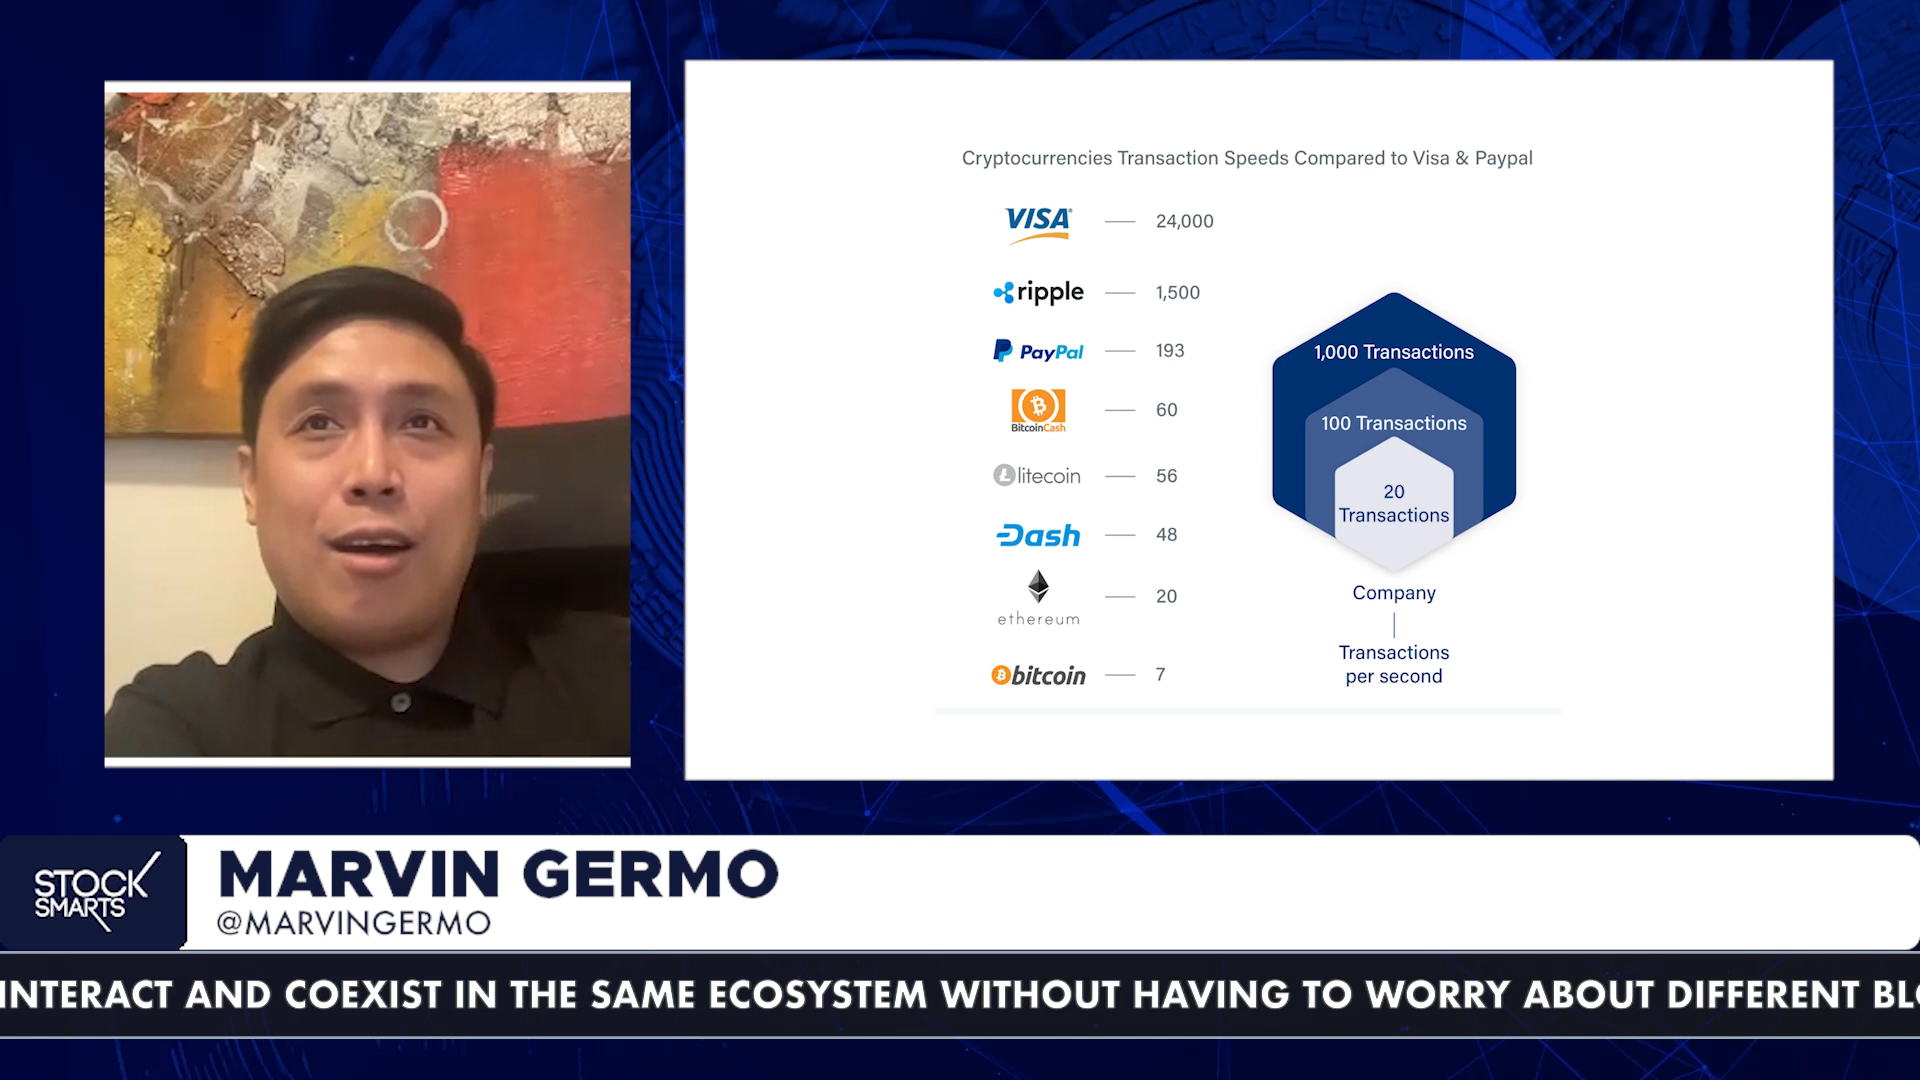 Cryptocurrencies Transaction Speeds Compared to Visa & Paypal
VISA — 24,000
ripple — 1,500
PayPal — 193
BitcoinCash — 60
litecoin — 56
Dash — 48
ethereum — 20
bitcoin — 7
1,000 Transactions
100 Transactions
20
Transactions
Company
Transactions
per second
STOCK
SMARTS
MARVIN GERMO
@MARVINGERMO
INTERACT AND COEXIST IN THE SAME ECOSYSTEM WITHOUT HAVING TO WORRY ABOUT DIFFERENT